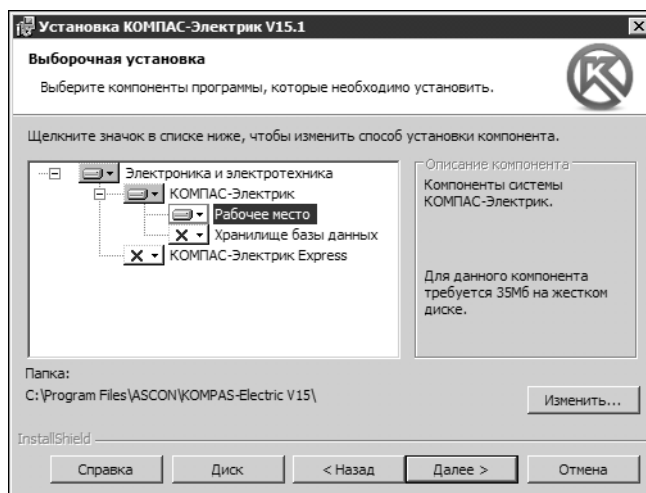 Установка КОМПАС-Электрик V15.1
Выборочная установка
Выберите компоненты программы, которые необходимо установить.
Щелкните значок в списке ниже, чтобы изменить способ установки компонента.
Электроника и электротехника
КОМПАС-Электрик
Рабочее место
Хранилище базы данных
КОМПАС-Электрик Express
Описание компонента
Компоненты системы
КОМПАС-Электрик.
Для данного компонента
требуется 35Мб на жестком
диске.
Папка:
C:\Program Files\ASCON\KOMPAS-Electric V15\
Изменить...
InstallShield
Справка
Диск
< Назад
Далее >
Отмена